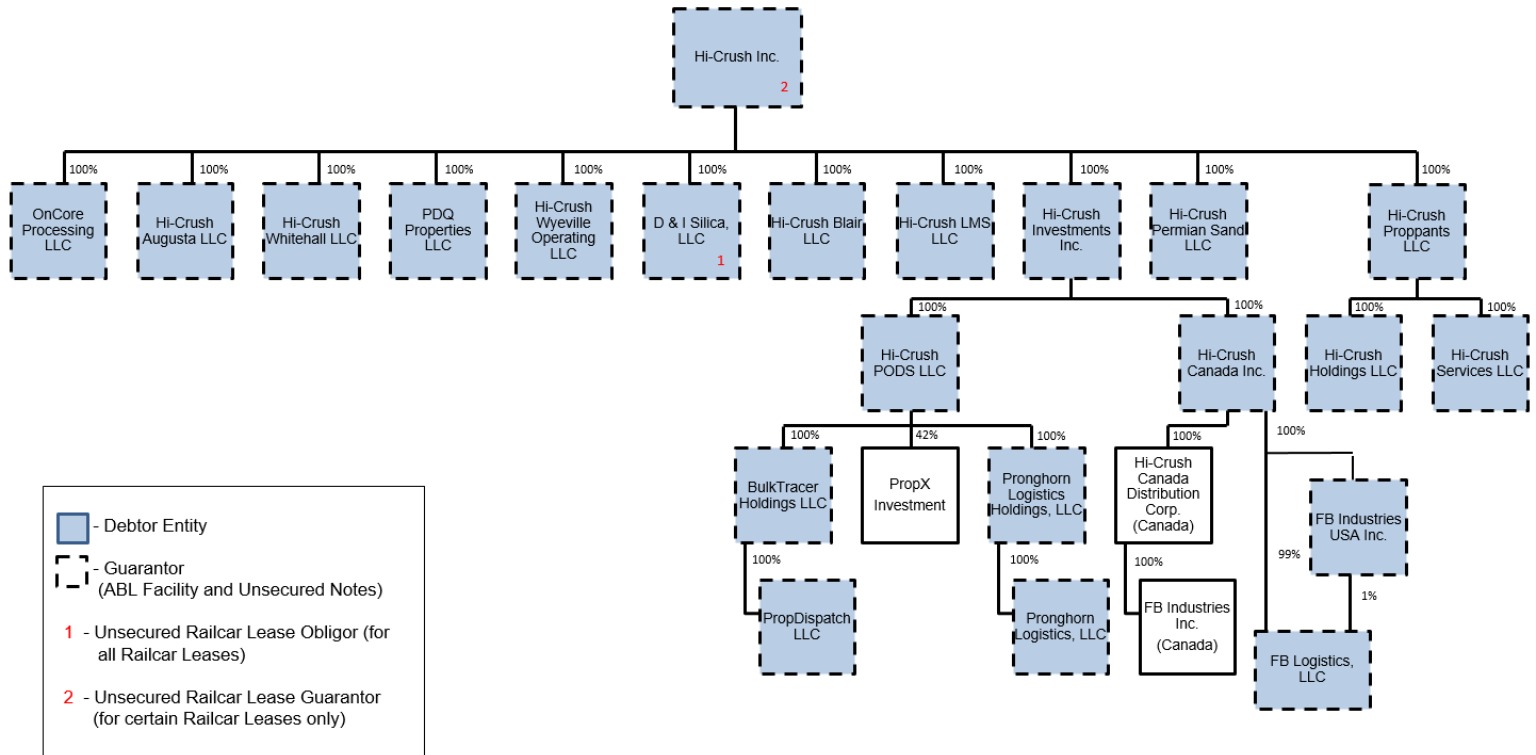 Hi-Crush Inc.
2
100%
100%
100%
100%
100%
100%
100%
100%
100%
100%
100%
OnCore
Processing
LLC
Hi-Crush
Augusta LLC
Hi-Crush
Whitehall LLC
PDQ
Properties
LLC
Hi-Crush
Wyeville
Operating
LLC
D & I Silica,
LLC
1
Hi-Crush Blair
LLC
Hi-Crush LMS
LLC
Hi-Crush
Investments
Inc.
Hi-Crush
Permian Sand
LLC
Hi-Crush
Proppants
LLC
100%
100%
100%
100%
Hi-Crush
PODS LLC
Hi-Crush
Canada Inc.
Hi-Crush
Holdings LLC
Hi-Crush
Services LLC
100%
42%
100%
100%
100%
BulkTracer
Holdings LLC
PropX
Investment
Pronghorn
Logistics
Holdings, LLC
Hi-Crush
Canada
Distribution
Corp.
(Canada)
FB Industries
USA Inc.
100%
100%
100%
99%
1%
PropDispatch
LLC
Pronghorn
Logistics, LLC
FB Industries
Inc.
(Canada)
FB Logistics,
LLC
- Debtor Entity
- Guarantor
(ABL Facility and Unsecured Notes)
1 - Unsecured Railcar Lease Obligor (for
all Railcar Leases)
2 - Unsecured Railcar Lease Guarantor
(for certain Railcar Leases only)